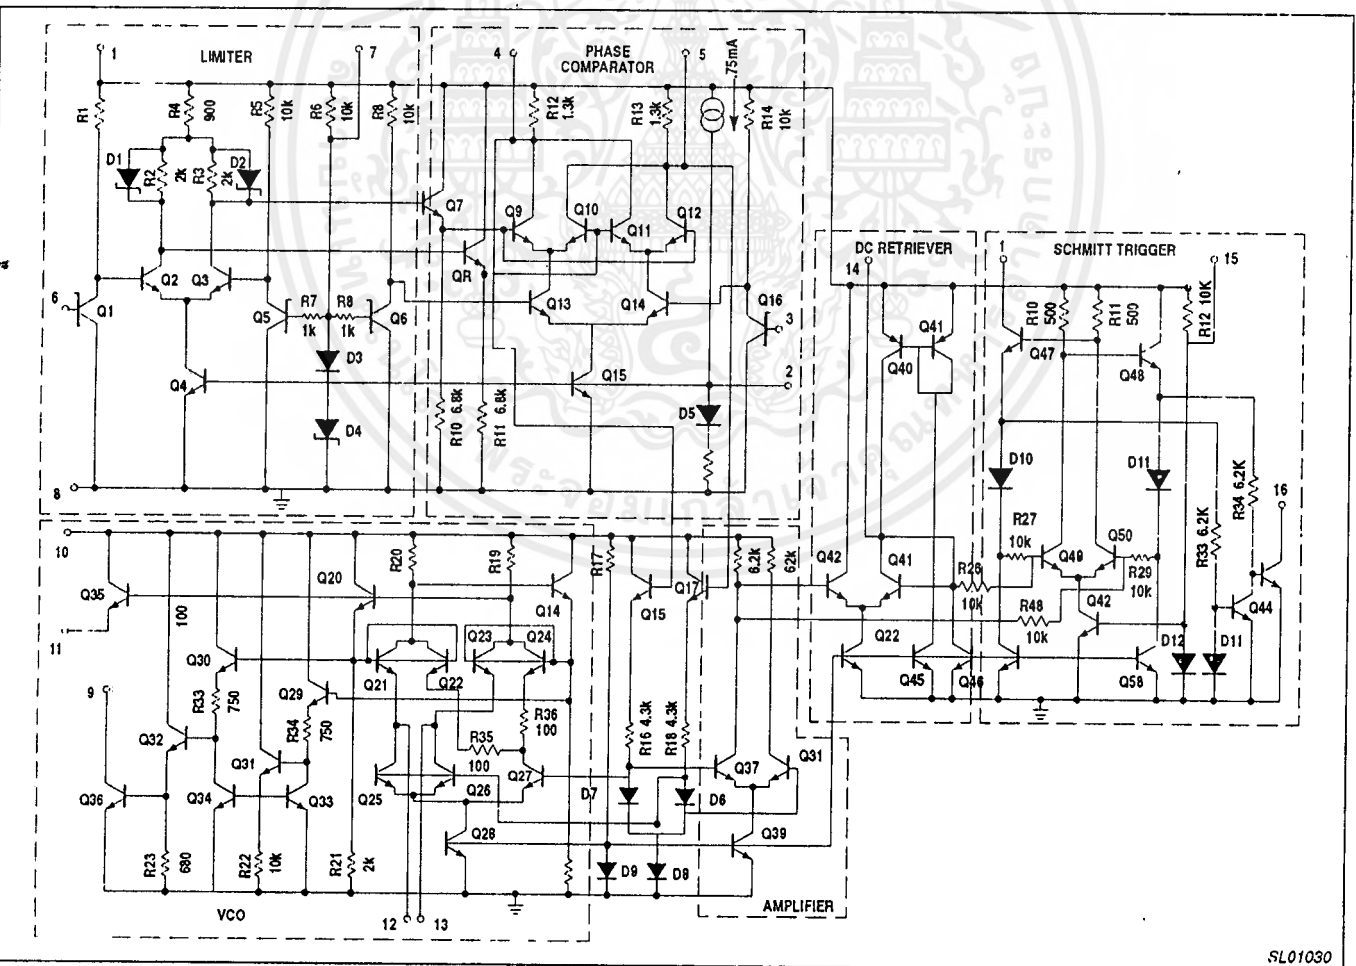 LIMITER
PHASE
COMPARATOR
.75mA
1
7
4
5
R1
R4
900
R5
10k
R6
10k
R8
10k
R12
1.3k
R13
1.3k
R14
10k
D1
R2
2k
R3
2k
D2
Q7
Q9
Q10
Q11
Q12
QR
Q2
Q3
Q13
Q14
Q16
6
Q1
Q5
R7
1k
R8
1k
Q6
3
D3
Q4
Q15
2
R10 6.8k
R11 6.8k
D5
D4
8
DC RETRIEVER
SCHMITT TRIGGER
14
1
15
Q41
Q40
R10
500
R11
500
R12 10K
Q47
Q48
D10
D11
R34 6.2K
16
R33 6.2K
R27
10k
Q49
Q50
R29
10k
Q42
Q41
R26
10k
R48
10k
Q42
Q44
D12
D11
Q22
Q45
Q46
Q58
10
Q35
100
Q20
R20
R19
Q14
R17
Q15
Q17
6.2k
62k
11
Q30
Q23
Q24
Q21
Q22
9
R33
750
Q29
R34
750
R36
100
R35
100
R16 4.3k
R18 4.3k
Q32
Q31
Q27
Q37
Q31
Q36
Q34
Q33
Q25
Q26
D7
D6
Q28
Q39
R23
680
R22
10k
R21
2k
D9
D8
VCO
12
13
AMPLIFIER
SL01030